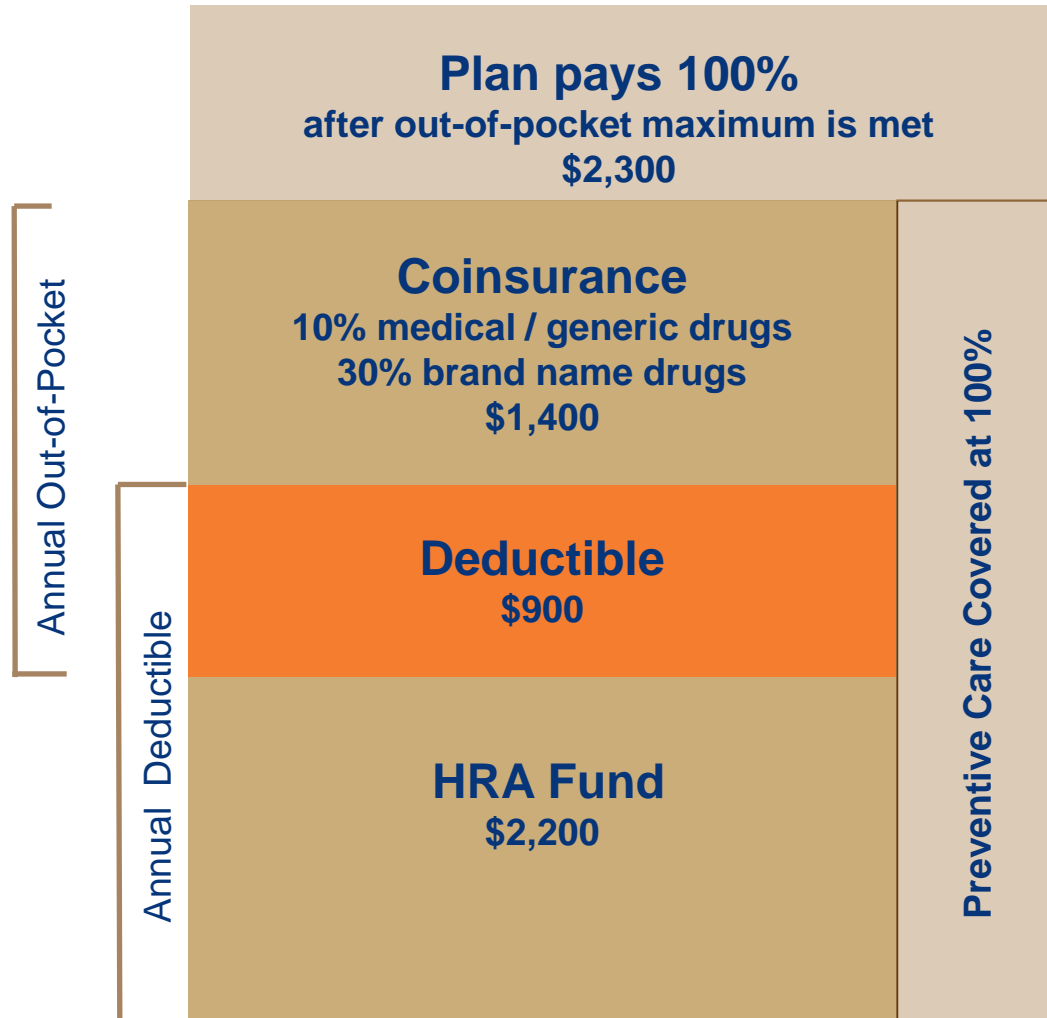 Plan pays 100%
after out-of-pocket maximum is met
$2,300
Annual Out-of-Pocket
Coinsurance
10% medical / generic drugs
30% brand name drugs
$1,400
Preventive Care Covered at 100%
Deductible
$900
Annual Deductible
HRA Fund
$2,200